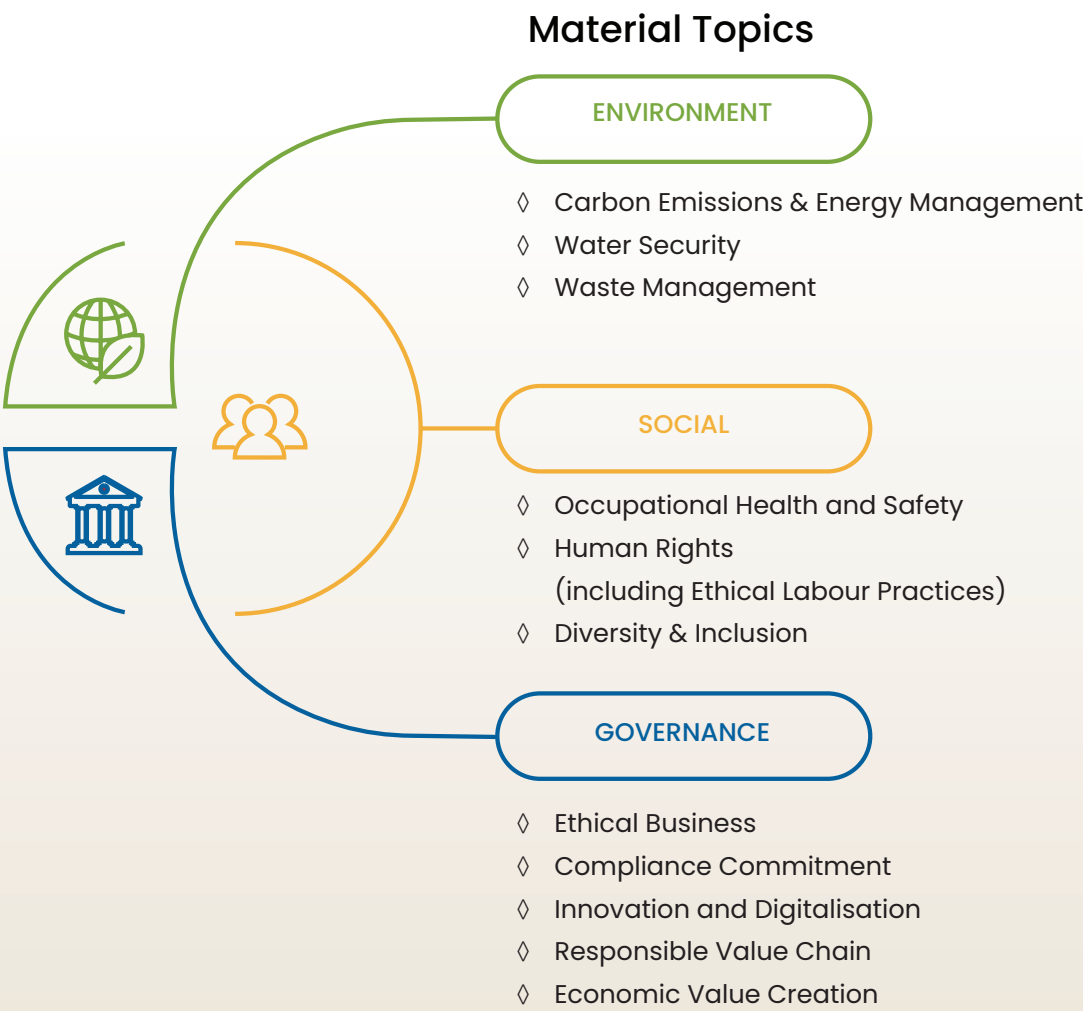 Material Topics
ENVIRONMENT
◊ Carbon Emissions & Energy Management
◊ Water Security
◊ Waste Management
SOCIAL
◊ Occupational Health and Safety
◊ Human Rights
(including Ethical Labour Practices)
◊ Diversity & Inclusion
GOVERNANCE
◊ Ethical Business
◊ Compliance Commitment
◊ Innovation and Digitalisation
◊ Responsible Value Chain
◊ Economic Value Creation